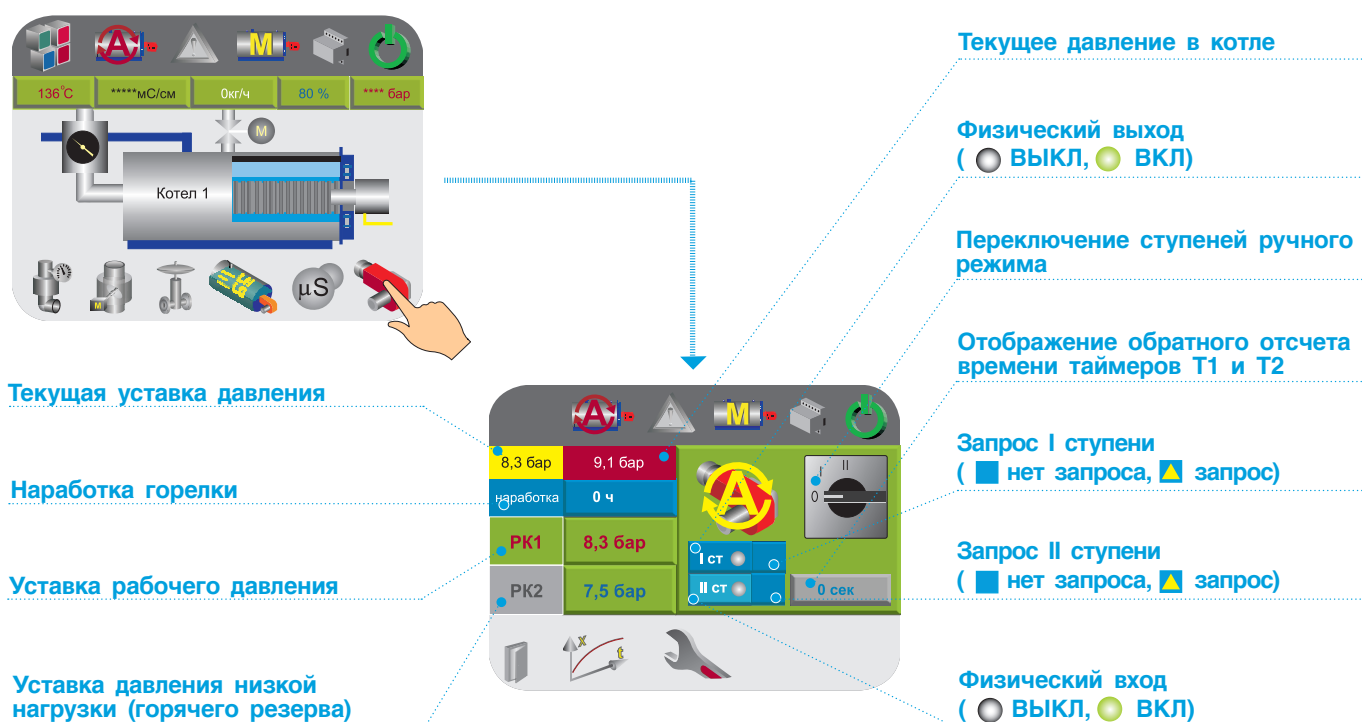 A
M
136°C
*****мС/см
0кг/ч
80 %
**** бар
M
Котел 1
M
µS
Текущая уставка давления
Наработка горелки
Уставка рабочего давления
Уставка давления низкой
нагрузки (горячего резерва)
A
M
8,3 бар
9,1 бар
наработка
0 ч
РК1
8,3 бар
РК2
7,5 бар
A
0
I
II
I ст
II ст
0 сек
X
t
Текущее давление в котле
Физический выход
( ВЫКЛ, ВКЛ)
Переключение ступеней ручного
режима
Отображение обратного отсчета
времени таймеров Т1 и Т2
Запрос I ступени
( нет запроса, запрос)
Запрос II ступени
( нет запроса, запрос)
Физический вход
( ВЫКЛ, ВКЛ)